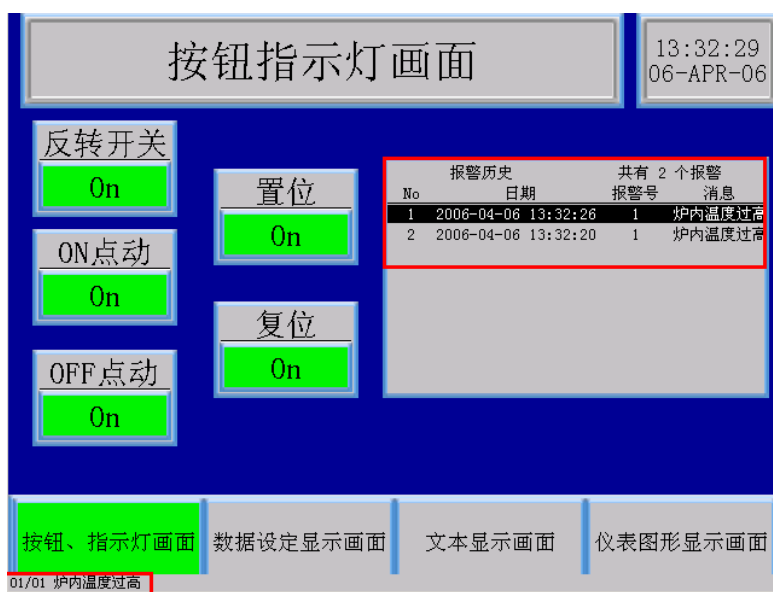 按钮指示灯画面
13:32:29
06-APR-06
反转开关
On
ON点动
On
OFF点动
On
置位
On
复位
On
报警历史 共有 2 个报警
No 日期 报警号 消息
1 2006-04-06 13:32:26 1 炉内温度过高
2 2006-04-06 13:32:20 1 炉内温度过高
按钮、指示灯画面 数据设定显示画面 文本显示画面 仪表图形显示画面
01/01 炉内温度过高